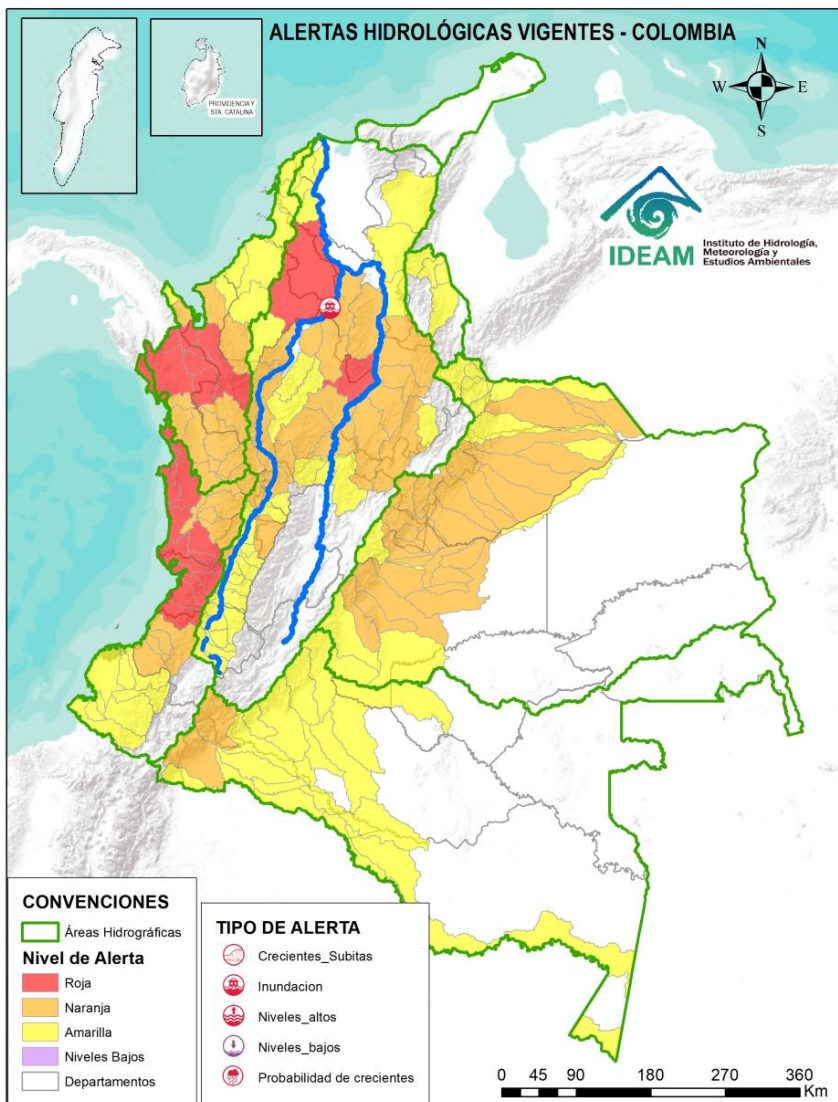 ALERTAS HIDROLÓGICAS VIGENTES - COLOMBIA
PROVIDENCIA Y
STA. CATALINA
N
W E
S
IDEAM
Instituto de Hidrología,
Meteorología y
Estudios Ambientales
CONVENCIONES
Áreas Hidrográficas
Nivel de Alerta
Roja
Naranja
Amarilla
Niveles Bajos
Departamentos
TIPO DE ALERTA
Crecientes_Subitas
Inundacion
Niveles_altos
Niveles_bajos
Probabilidad de crecientes
0 45 90 180 270 360
Km